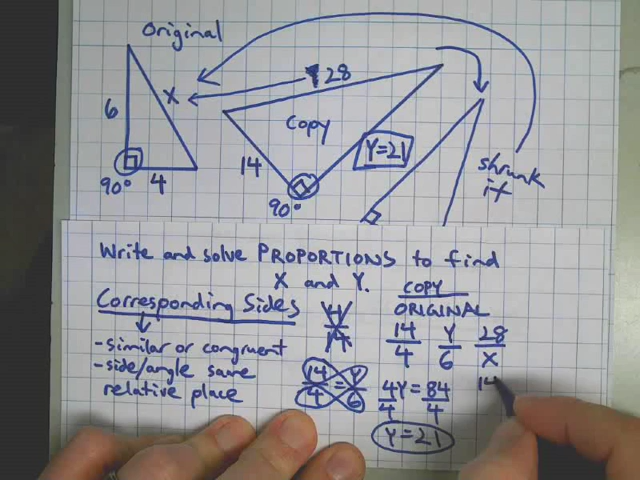 Original
6
X
90°
4
28
Copy
14
Y=21
90°
shrunk
it
Write and solve PROPORTIONS to find
X and Y.
Corresponding Sides
-similar or congruent
-side/angle same
relative place
14/4 = Y/6
COPY
ORIGINAL
14/4 Y/6 28/X
4Y/4 = 84/4
Y=21
14